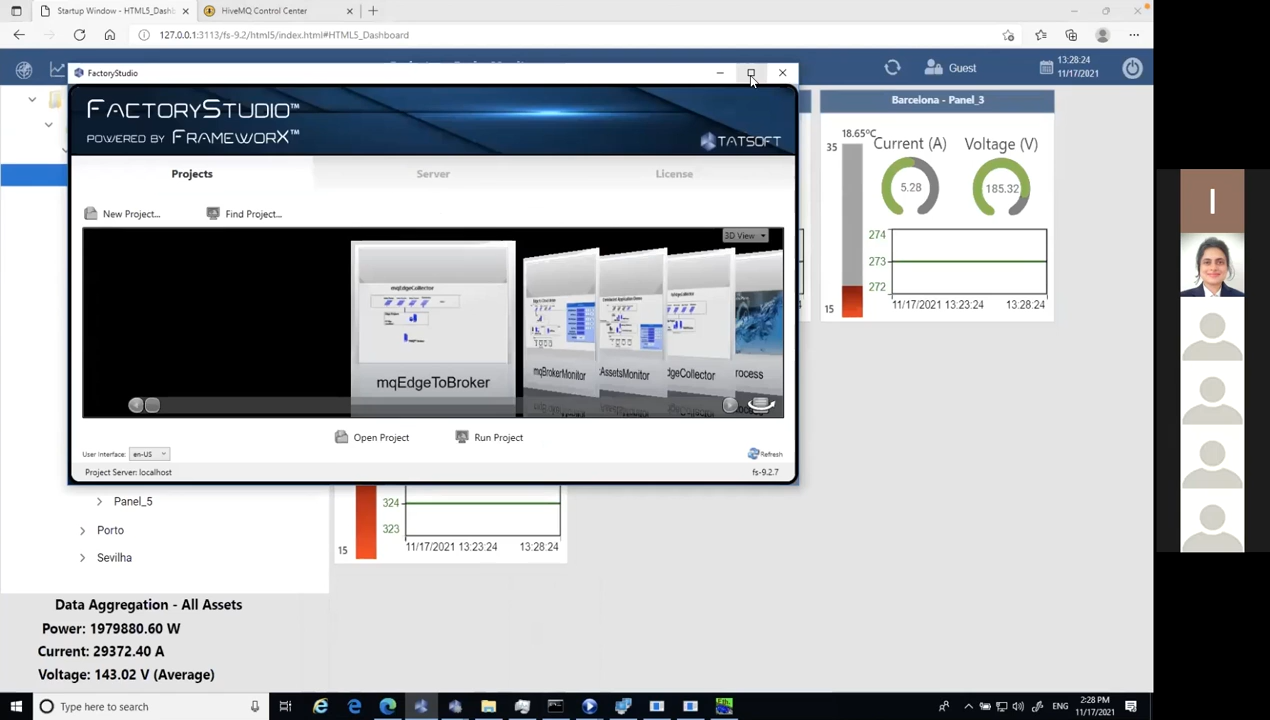 Startup Window - HTML5_Dashb
HiveMQ Control Center
127.0.0.1:3113/fs-9.2/html5/index.html#HTML5_Dashboard
Guest
13:28:24
11/17/2021
FactoryStudio
FACTORYSTUDIO™
POWERED BY FRAMEWORX™
TATSOFT
Projects
Server
License
New Project...
Find Project...
3D View
mqEdgeCollector
mqEdgeToBroker
mqBrokerMonitor
AssetsMonitor
dgeCollector
rocess
Open Project
Run Project
User Interface:
en-US
Refresh
Project Server: localhost
fs-9.2.7
Barcelona - Panel_3
18.65ºC
35
15
Current (A)
Voltage (V)
5.28
185.32
274
273
272
11/17/2021 13:23:24
13:28:24
Panel_5
Porto
Sevilha
324
323
15
11/17/2021 13:23:24
13:28:24
Data Aggregation - All Assets
Power: 1979880.60 W
Current: 29372.40 A
Voltage: 143.02 V (Average)
I
Type here to search
ENG
2:28 PM
11/17/2021